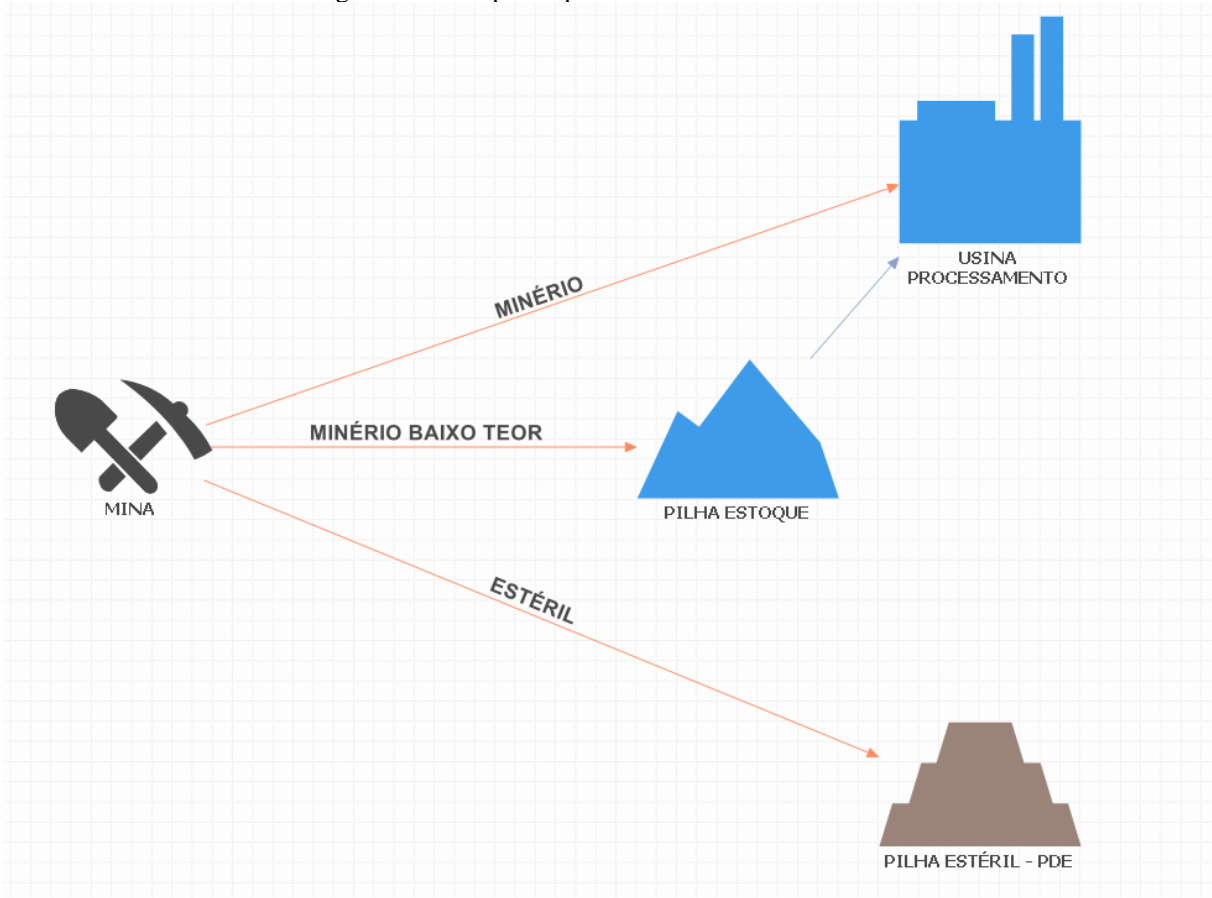 USINA
PROCESSAMENTO
MINÉRIO
MINÉRIO BAIXO TEOR
MINA
PILHA ESTOQUE
ESTÉRIL
PILHA ESTÉRIL - PDE